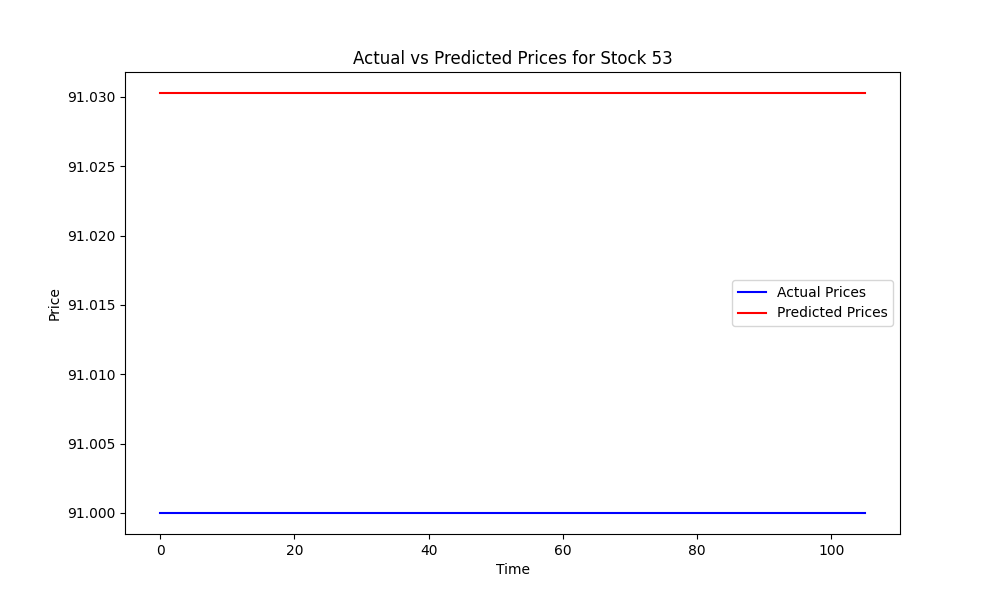 Actual vs Predicted Prices for Stock 53
Price
91.030
91.025
91.020
91.015
91.010
91.005
91.000
Actual Prices
Predicted Prices
0 20 40 60 80 100
Time